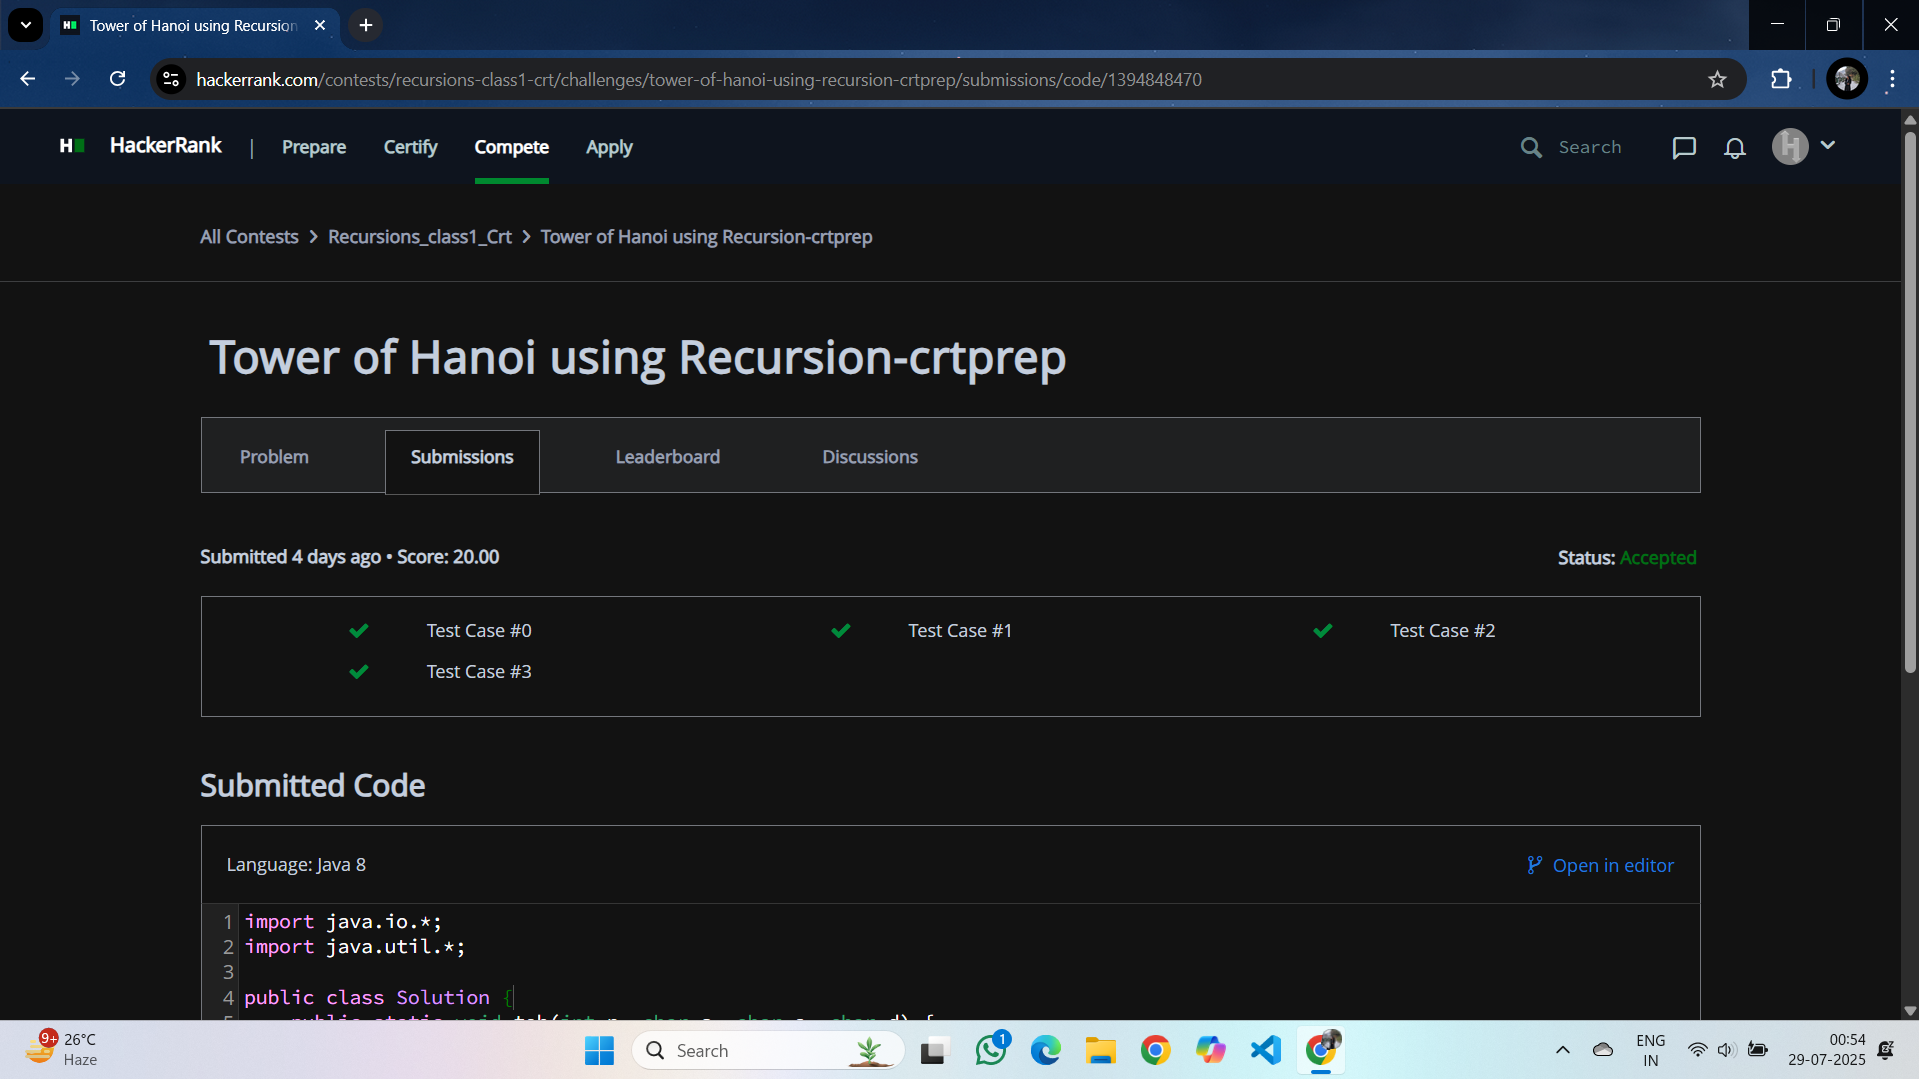 Tower of Hanoi using Recursion
hackerrank.com/contests/recursions-class1-crt/challenges/tower-of-hanoi-using-recursion-crtprep/submissions/code/1394848470
H HackerRank | Prepare Certify Compete Apply Search
All Contests > Recursions_class1_Crt > Tower of Hanoi using Recursion-crtprep
Tower of Hanoi using Recursion-crtprep
Problem Submissions Leaderboard Discussions
Submitted 4 days ago • Score: 20.00 Status: Accepted
Test Case #0 Test Case #1 Test Case #2
Test Case #3
Submitted Code
Language: Java 8 Open in editor
1 import java.io.*;
2 import java.util.*;
3
4 public class Solution {
9+ 26°C
Haze
Search
1
ENG
IN
00:54
29-07-2025